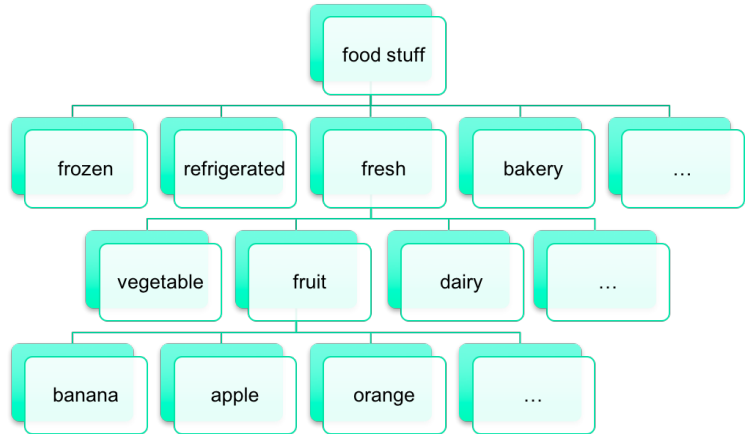 food stuff
frozen
refrigerated
fresh
bakery
…
vegetable
fruit
dairy
…
banana
apple
orange
…